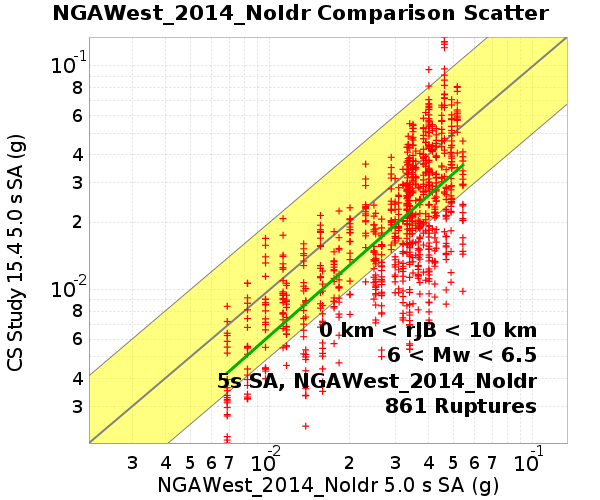 NGAWest_2014_NoIdr Comparison Scatter
CS Study 15.4 5.0 s SA (g)
10-1
8
6
4
3
2
10-2
8
6
4
3
0 km < rJB < 10 km
6 < Mw < 6.5
5s SA, NGAWest_2014_NoIdr
861 Ruptures
3 4 5 6 7 10-2 2 3 4 5 6 7 10-1
NGAWest_2014_NoIdr 5.0 s SA (g)